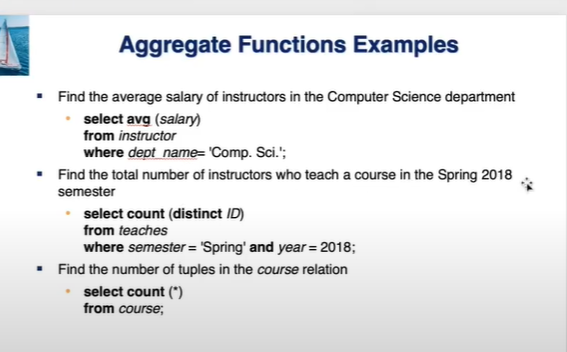 Aggregate Functions Examples
▪ Find the average salary of instructors in the Computer Science department
• select avg (salary)
from instructor
where dept_name= 'Comp. Sci.';
▪ Find the total number of instructors who teach a course in the Spring 2018
semester
• select count (distinct ID)
from teaches
where semester = 'Spring' and year = 2018;
▪ Find the number of tuples in the course relation
• select count (*)
from course;